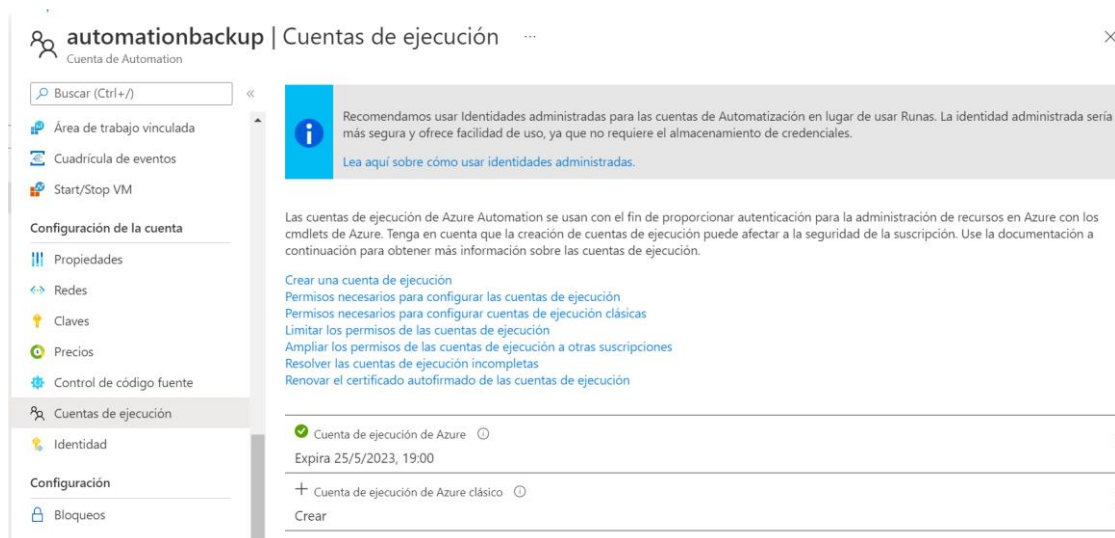 automationbackup | Cuentas de ejecución ...
Cuenta de Automation
Buscar (Ctrl+/)
«
Área de trabajo vinculada
Cuadrícula de eventos
Start/Stop VM
Configuración de la cuenta
Propiedades
Redes
Claves
Precios
Control de código fuente
Cuentas de ejecución
Identidad
Configuración
Bloqueos
Recomendamos usar Identidades administradas para las cuentas de Automatización en lugar de usar Runas. La identidad administrada sería
más segura y ofrece facilidad de uso, ya que no requiere el almacenamiento de credenciales.
Lea aquí sobre cómo usar identidades administradas.
Las cuentas de ejecución de Azure Automation se usan con el fin de proporcionar autenticación para la administración de recursos en Azure con los
cmdlets de Azure. Tenga en cuenta que la creación de cuentas de ejecución puede afectar a la seguridad de la suscripción. Use la documentación a
continuación para obtener más información sobre las cuentas de ejecución.
Crear una cuenta de ejecución
Permisos necesarios para configurar las cuentas de ejecución
Permisos necesarios para configurar cuentas de ejecución clásicas
Limitar los permisos de las cuentas de ejecución
Ampliar los permisos de las cuentas de ejecución a otras suscripciones
Resolver las cuentas de ejecución incompletas
Renovar el certificado autofirmado de las cuentas de ejecución
Cuenta de ejecución de Azure
Expira 25/5/2023, 19:00
Cuenta de ejecución de Azure clásico
Crear